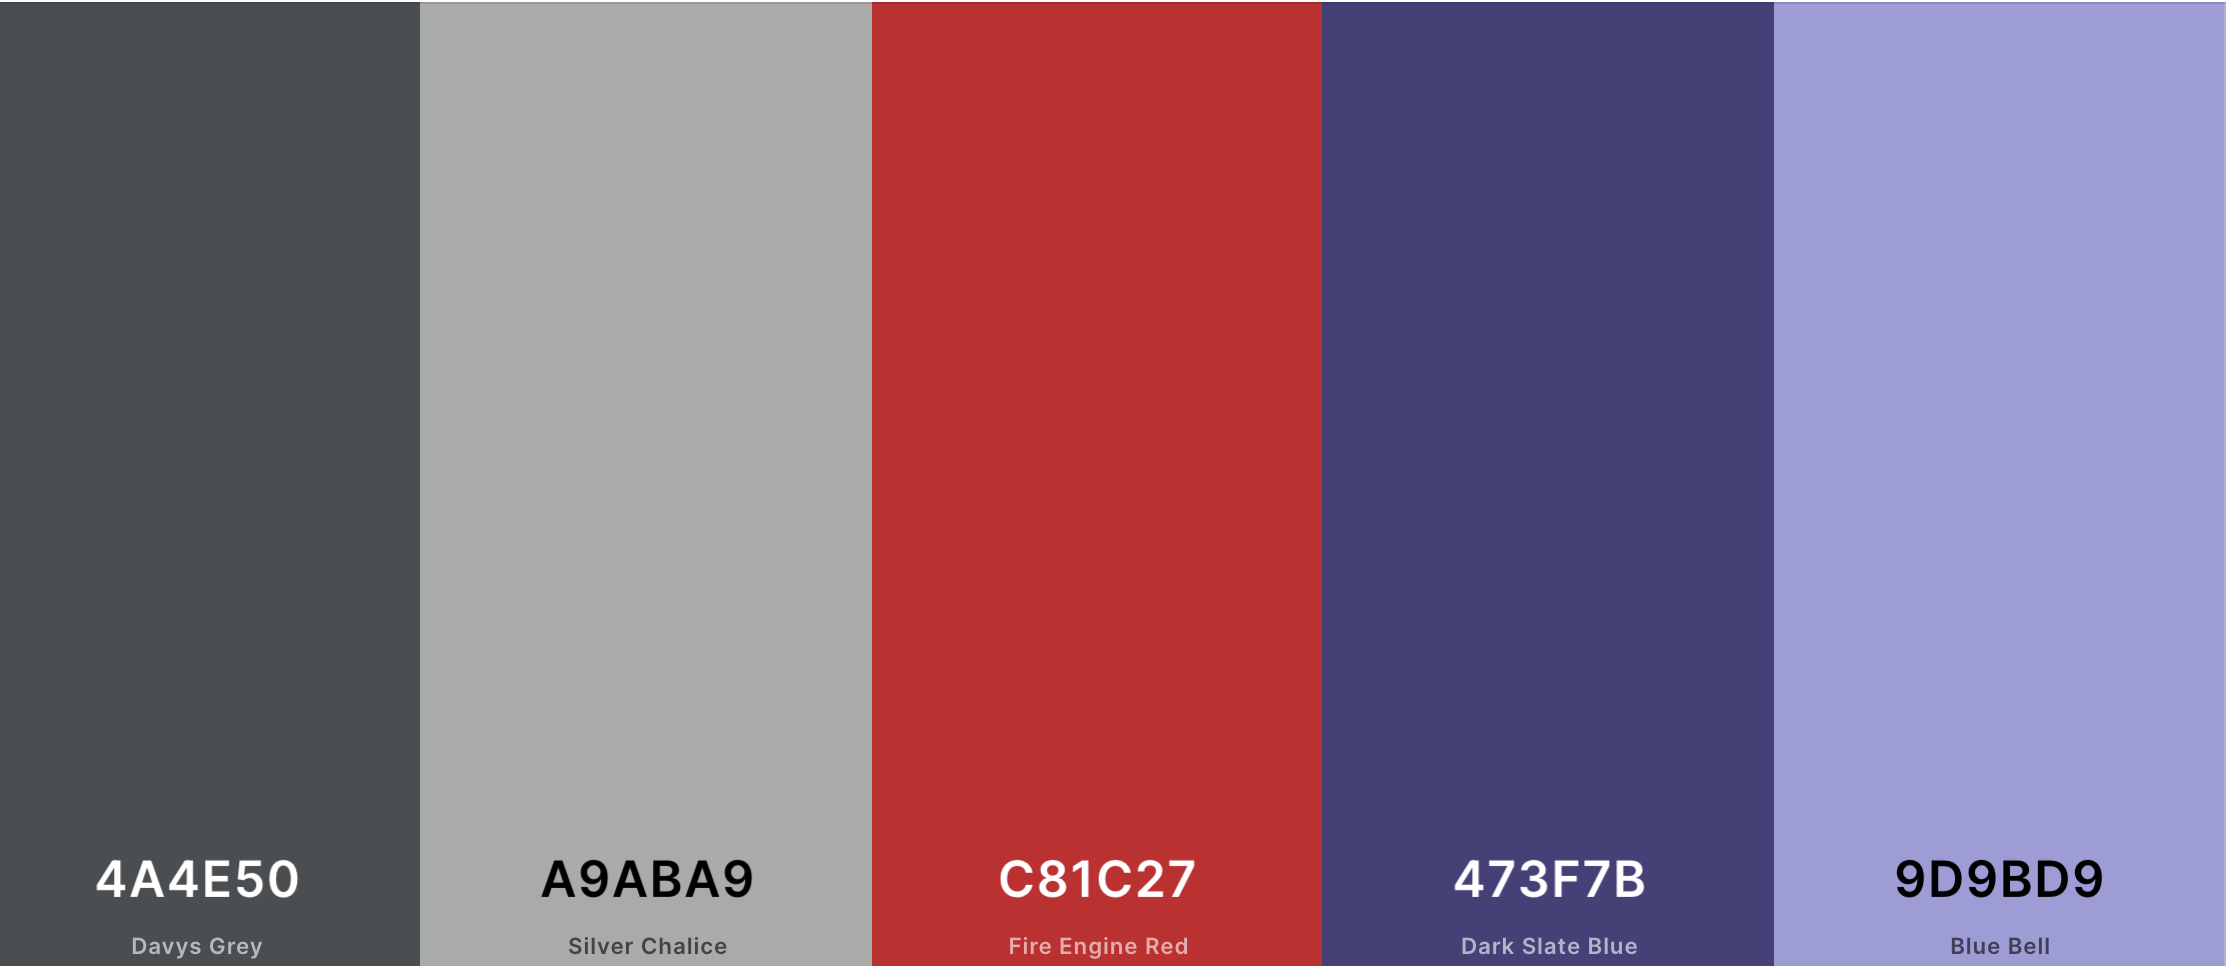 4A4E50
Davys Grey
A9ABA9
Silver Chalice
C81C27
Fire Engine Red
473F7B
Dark Slate Blue
9D9BD9
Blue Bell